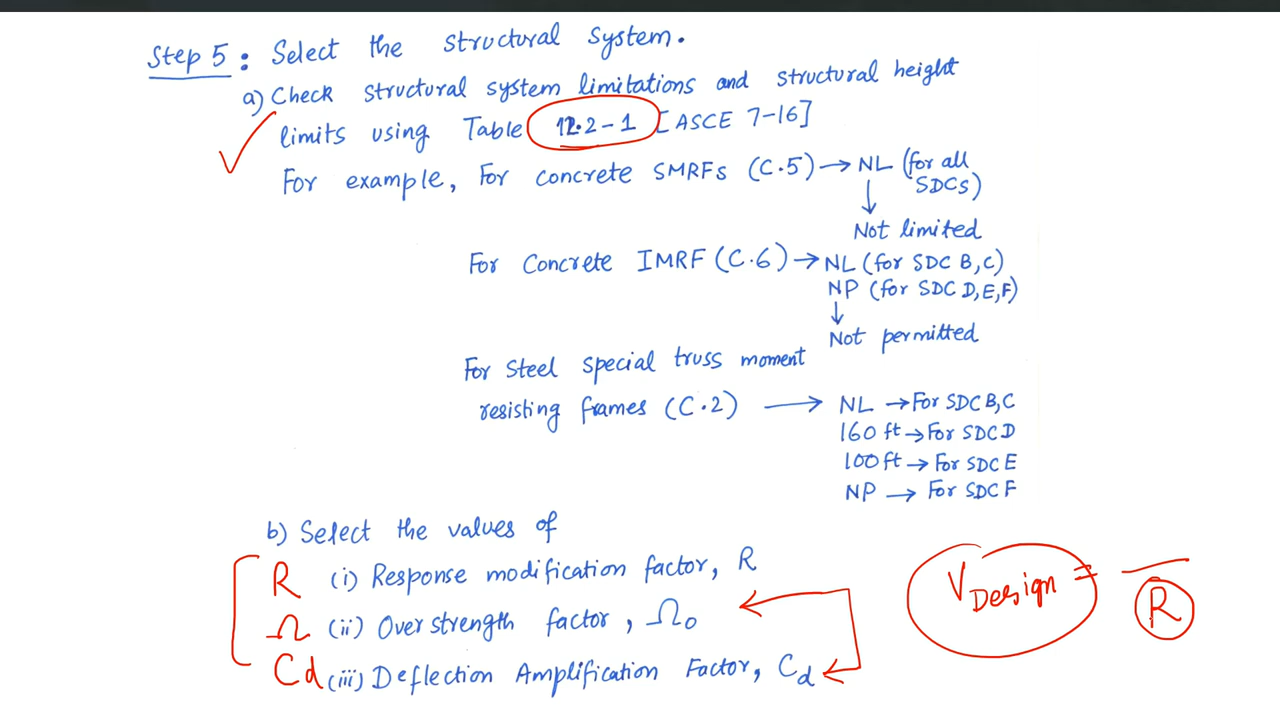 Step 5 : Select the structural system.
a) Check structural system limitations and structural height
limits using Table 12.2-1 [ASCE 7-16]
For example, For concrete SMRFs (C.5) → NL (for all
SDCs)
↓
Not limited
For Concrete IMRF (C.6) → NL (for SDC B, C)
NP (for SDC D, E, F)
↓
Not permitted
For Steel special truss moment
resisting frames (C.2) → NL → For SDC B, C
160 ft → For SDC D
100 ft → For SDC E
NP → For SDC F
b) Select the values of
R (i) Response modification factor, R
Ω (ii) Over strength factor, Ωo
Cd (iii) Deflection Amplification Factor, Cd
VDesign = — R